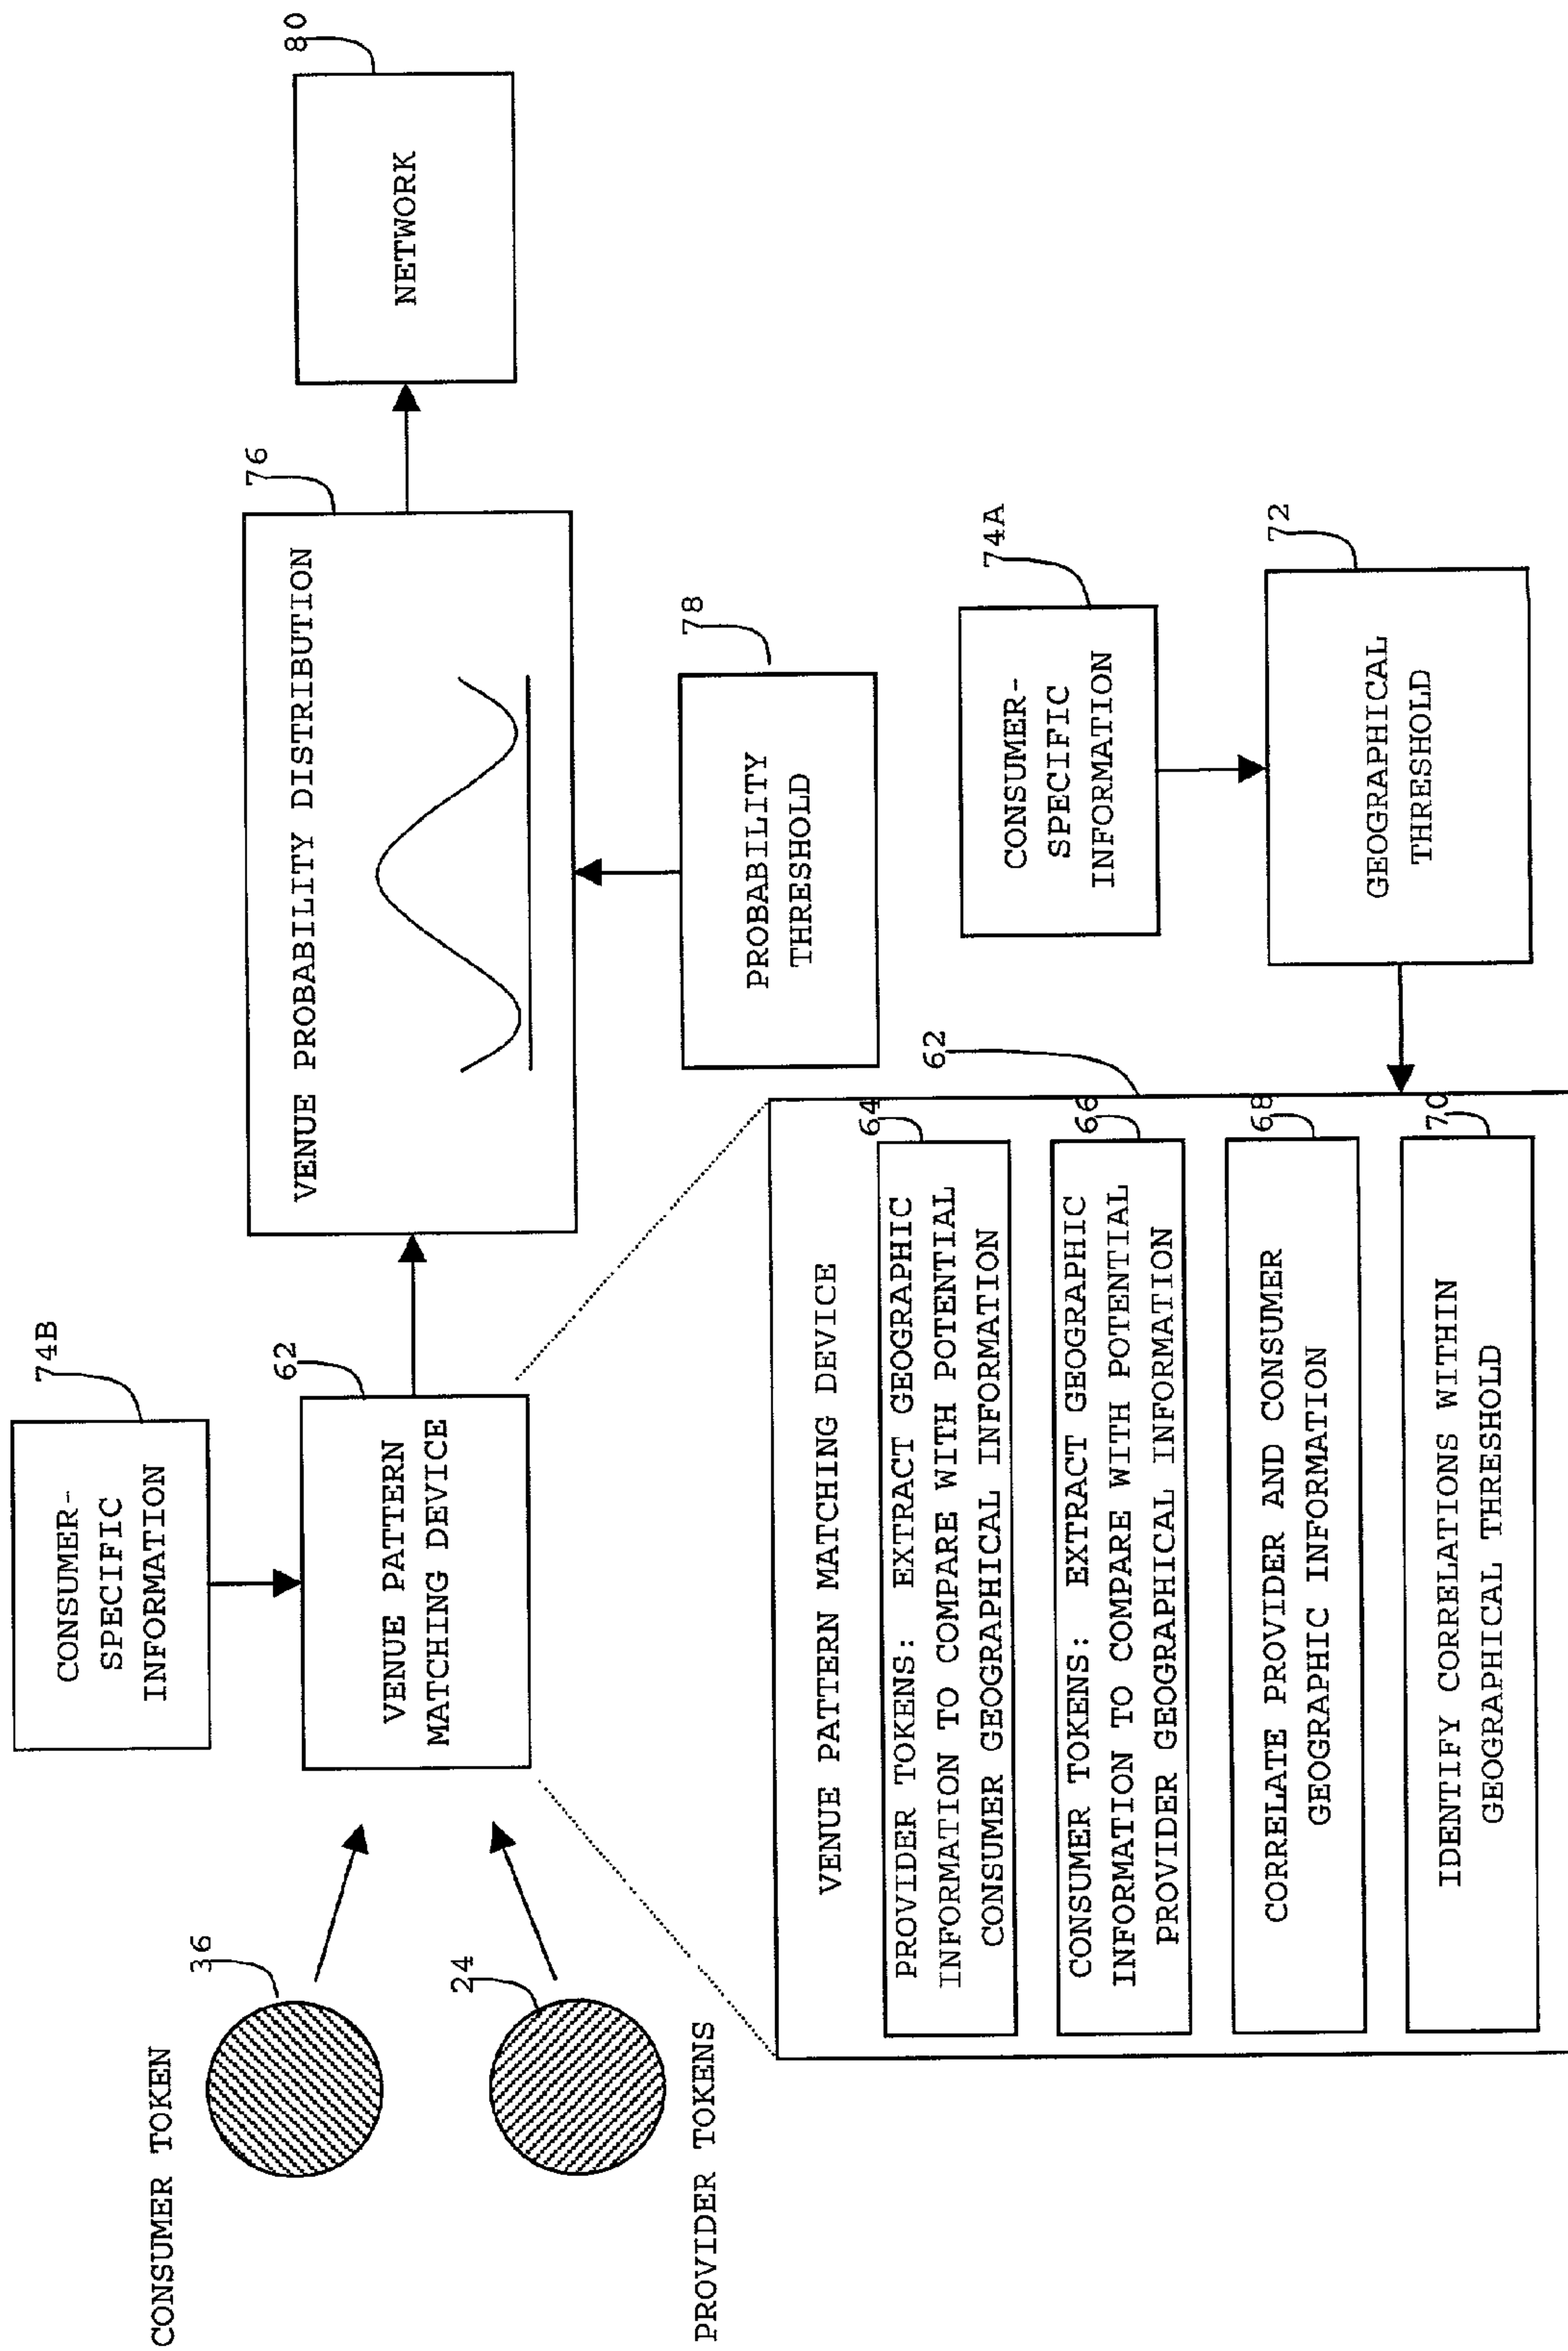 CONSUMER TOKEN
36
24
PROVIDER TOKENS
74B
CONSUMER-
SPECIFIC
INFORMATION
62
VENUE PATTERN
MATCHING DEVICE
76
VENUE PROBABILITY DISTRIBUTION
80
NETWORK
78
PROBABILITY
THRESHOLD
62
VENUE PATTERN MATCHING DEVICE
64
PROVIDER TOKENS: EXTRACT GEOGRAPHIC
INFORMATION TO COMPARE WITH POTENTIAL
CONSUMER GEOGRAPHICAL INFORMATION
66
CONSUMER TOKENS: EXTRACT GEOGRAPHIC
INFORMATION TO COMPARE WITH POTENTIAL
PROVIDER GEOGRAPHICAL INFORMATION
68
CORRELATE PROVIDER AND CONSUMER
GEOGRAPHIC INFORMATION
70
IDENTIFY CORRELATIONS WITHIN
GEOGRAPHICAL THRESHOLD
74A
CONSUMER-
SPECIFIC
INFORMATION
72
GEOGRAPHICAL
THRESHOLD